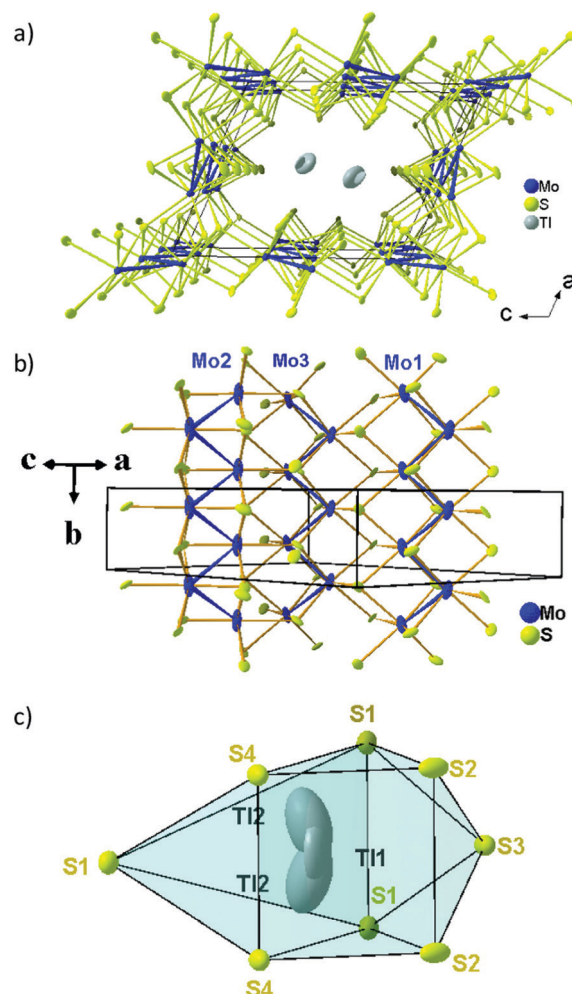 a)
Mo
S
Tl
a
c
b)
Mo2 Mo3 Mo1
c a
b
Mo
S
c)
S1
S4 S2
Tl2
S1 Tl1 S3
Tl2 S1
S4 S2